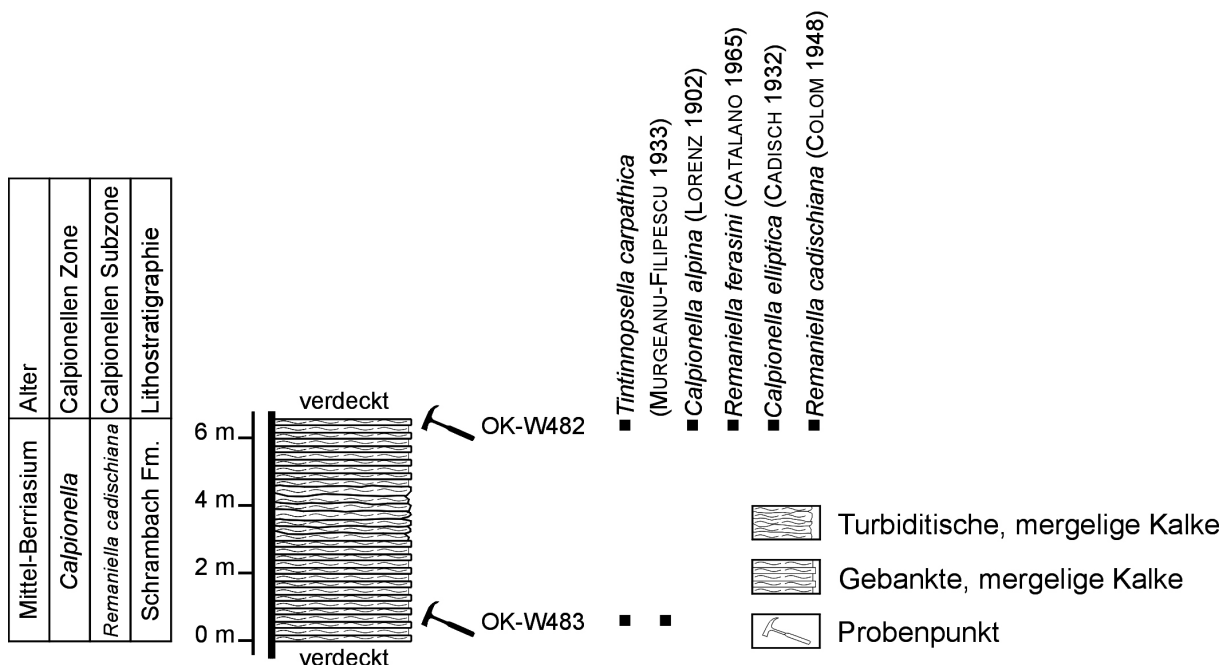 Alter
Calpionellen Zone
Calpionellen Subzone
Lithostratigraphie
Mittel-Berriasium
Calpionella
Remaniella cadischiana
Schrambach Fm.
verdeckt
6 m
4 m
2 m
0 m
verdeckt
OK-W482
OK-W483
Tintinnopsella carpathica
(MURGEANU-FILIPESCU 1933)
Calpionella alpina (LORENZ 1902)
Remaniella ferasini (CATALANO 1965)
Calpionella elliptica (CADISCH 1932)
Remaniella cadischiana (COLOM 1948)
Turbiditische, mergelige Kalke
Gebankte, mergelige Kalke
Probenpunkt